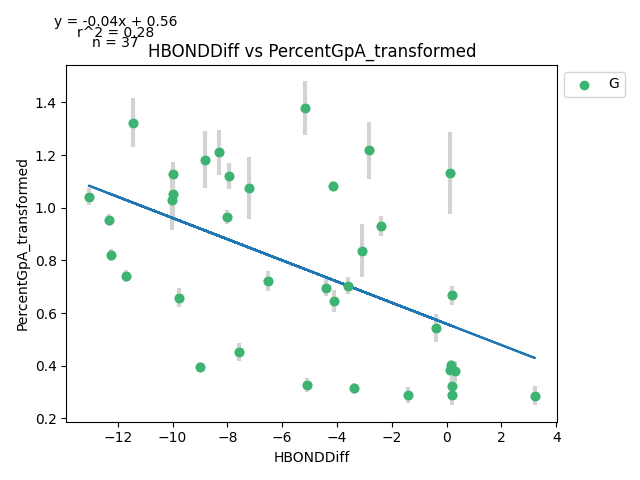 y = -0.04x + 0.56
r^2 = 0.28
n = 37
HBONDDiff vs PercentGpA_transformed
G
PercentGpA_transformed
1.4
1.2
1.0
0.8
0.6
0.4
0.2
−12
−10
−8
−6
−4
−2
0
2
4
HBONDDiff